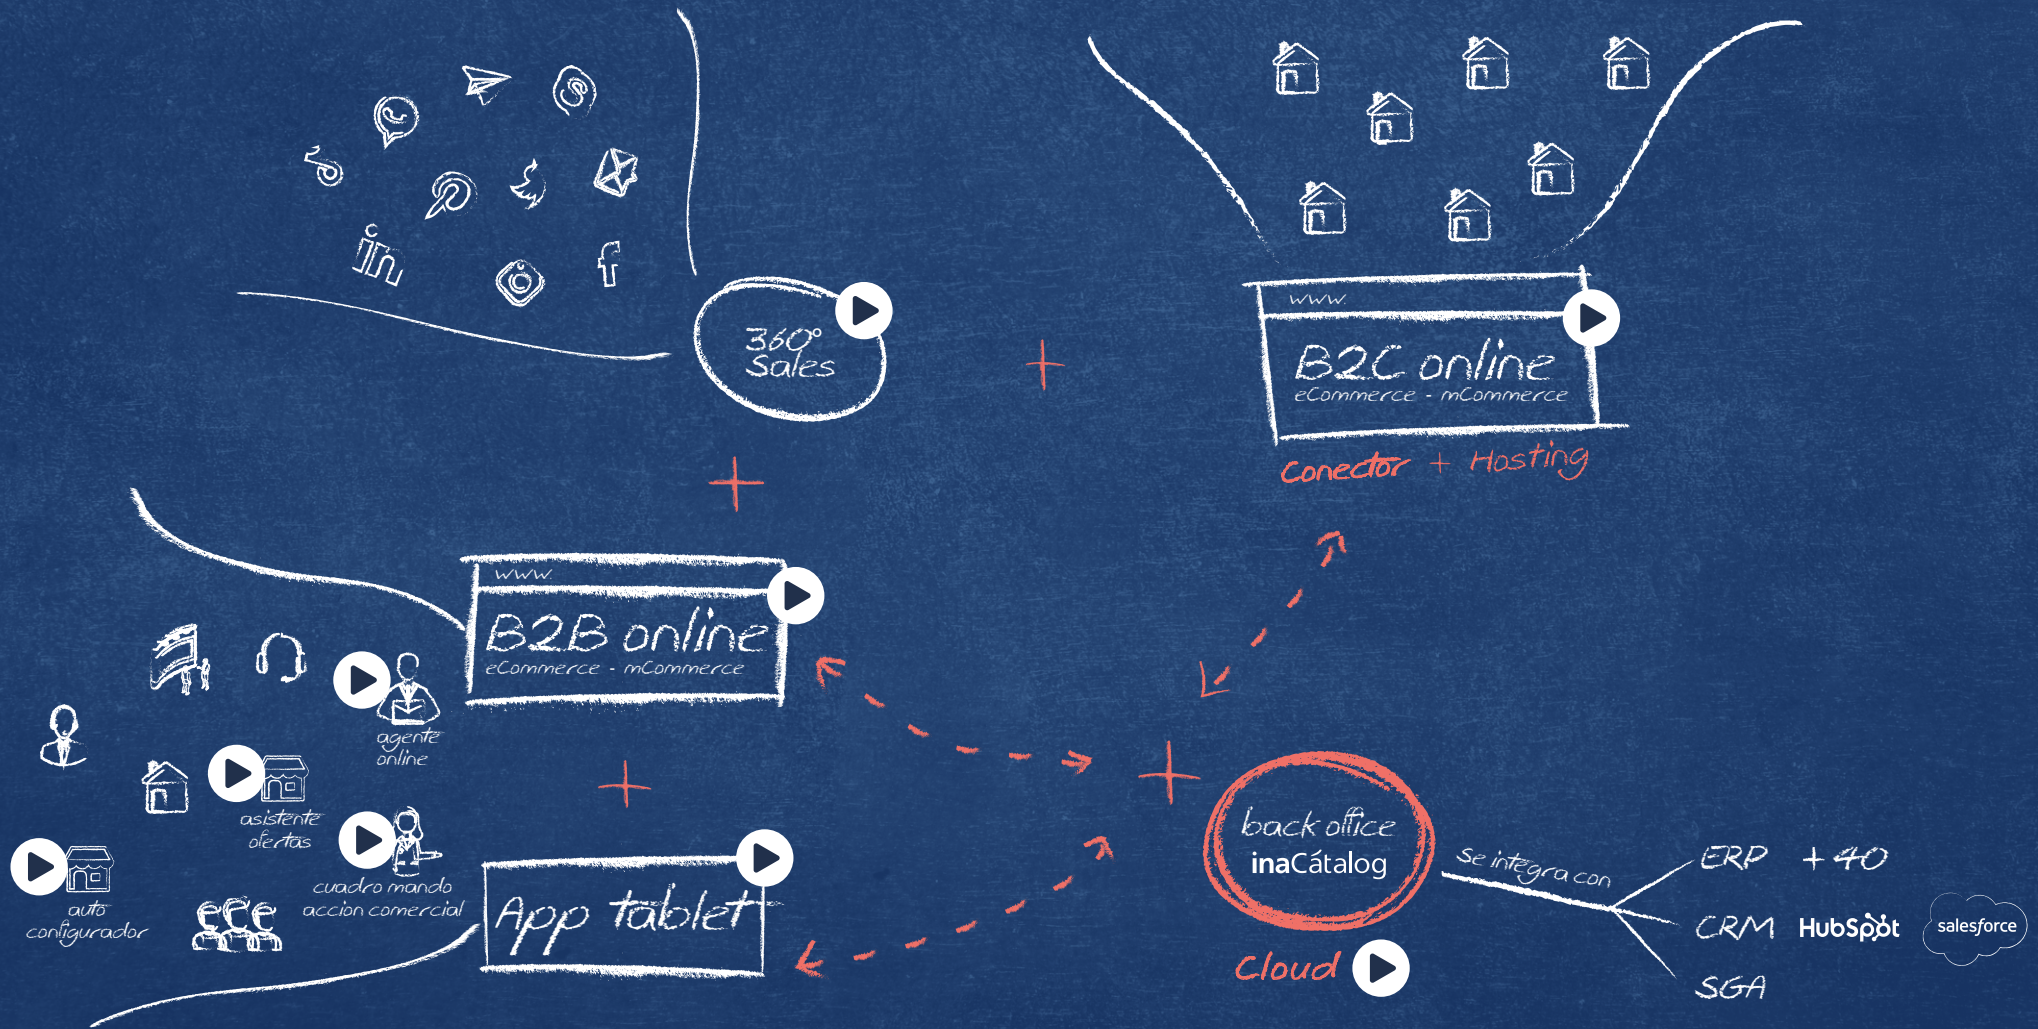 360°
Sales
www.
B2C online
eCommerce - mCommerce
Conector + Hosting
www.
B2B online
eCommerce - mCommerce
agente
online
asistente
ofertas
cuadro mando
accion comercial
auto
configurador
App tablet
back office
inaCátalog
Cloud
Se integra con
ERP + 40
CRM HubSpot salesforce
SGA